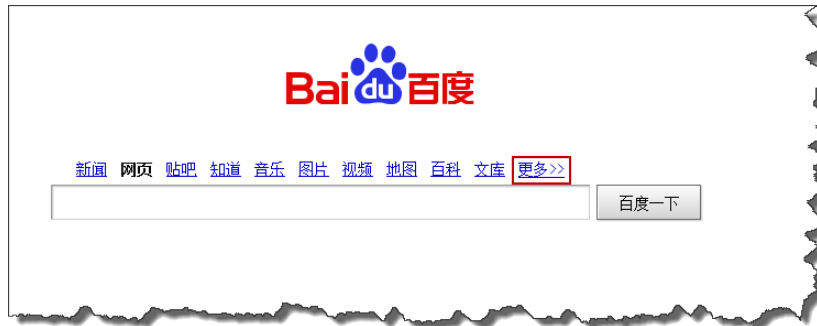 Bai du 百度
新闻 网页 贴吧 知道 音乐 图片 视频 地图 百科 文库 更多>>
百度一下